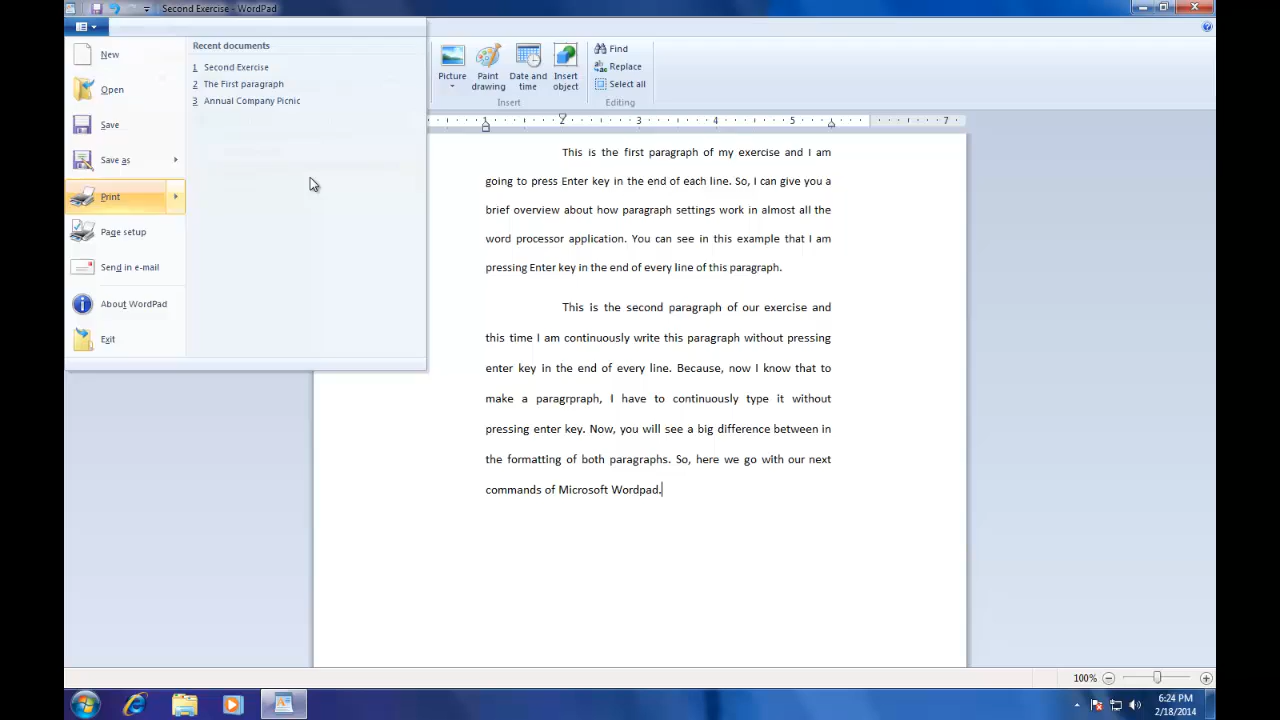 Second Exercise - WordPad
New
Open
Save
Save as
Print
Page setup
Send in e-mail
About WordPad
Exit
Recent documents
1 Second Exercise
2 The First paragraph
3 Annual Company Picnic
Picture
Paint drawing
Date and time
Insert object
Insert
Find
Replace
Select all
Editing
1 2 3 4 5 7
This is the first paragraph of my exercise and I am
going to press Enter key in the end of each line. So, I can give you a
brief overview about how paragraph settings work in almost all the
word processor application. You can see in this example that I am
pressing Enter key in the end of every line of this paragraph.
This is the second paragraph of our exercise and
this time I am continuously write this paragraph without pressing
enter key in the end of every line. Because, now I know that to
make a paragrpraph, I have to continuously type it without
pressing enter key. Now, you will see a big difference between in
the formatting of both paragraphs. So, here we go with our next
commands of Microsoft Wordpad.
100%
6:24 PM
2/18/2014